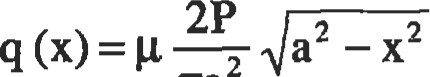 q (x) = μ 2P/πa² √(a² − x²)